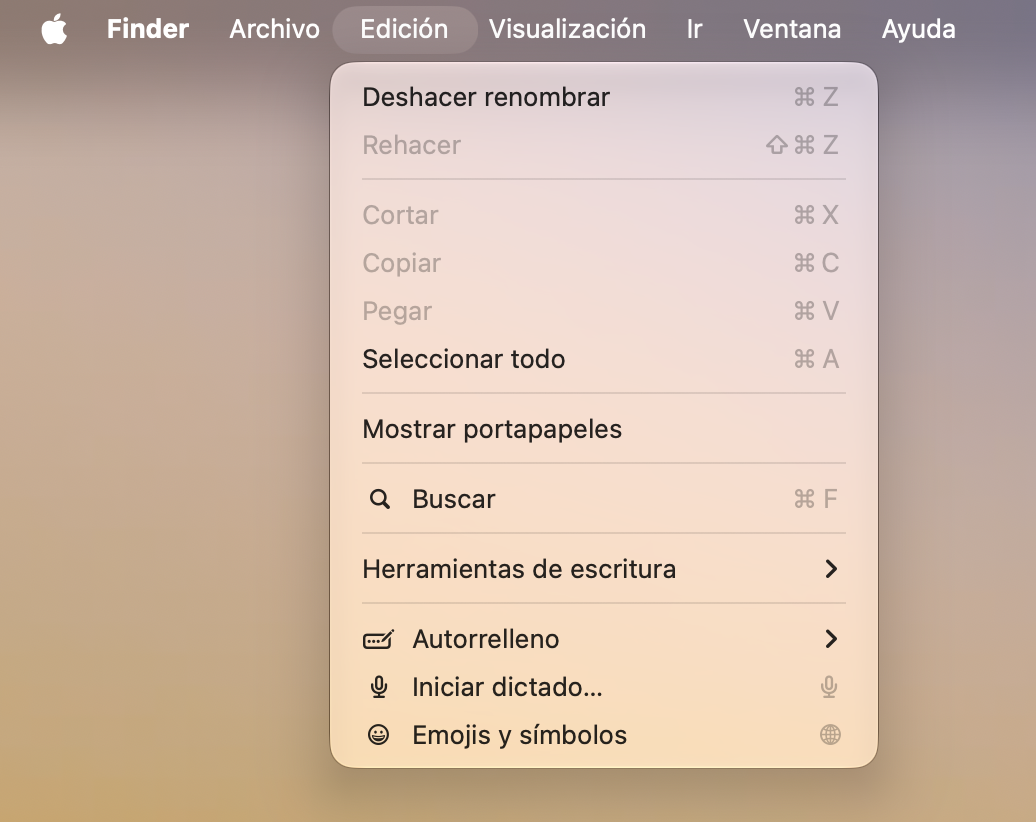 Finder Archivo Edición Visualización Ir Ventana Ayuda
Deshacer renombrar ⌘ Z
Rehacer ⇧ ⌘ Z
Cortar ⌘ X
Copiar ⌘ C
Pegar ⌘ V
Seleccionar todo ⌘ A
Mostrar portapapeles
Buscar ⌘ F
Herramientas de escritura
Autorrelleno
Iniciar dictado...
Emojis y símbolos